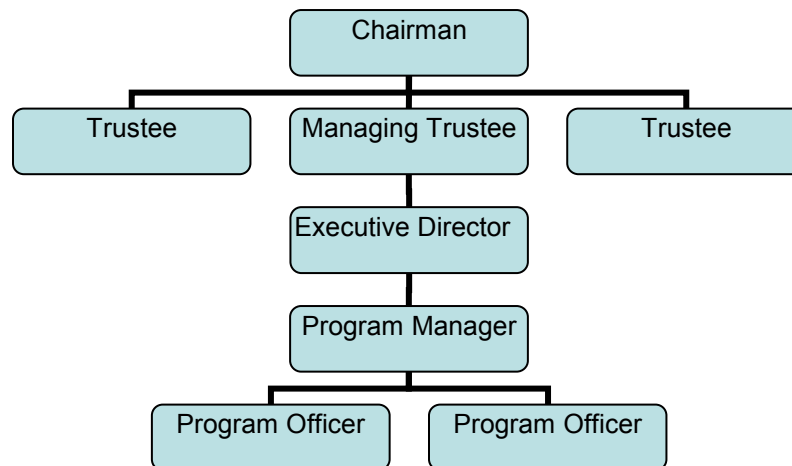 Chairman
Trustee
Managing Trustee
Trustee
Executive Director
Program Manager
Program Officer
Program Officer